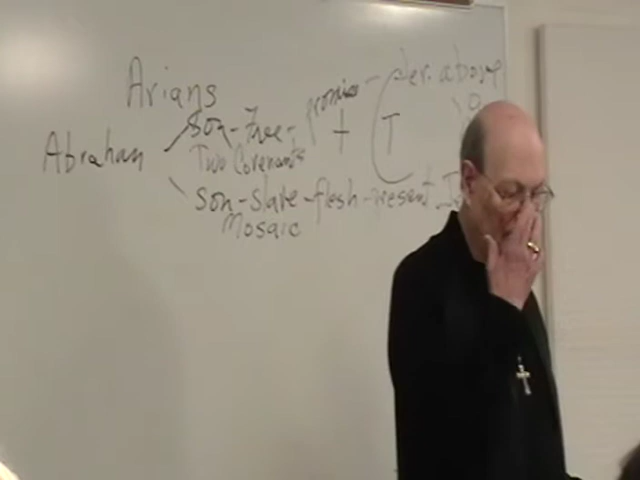 Arians
Abraham
son - free - promise - Jer. above
Two Covenants
+ T
son - slave - flesh - present
Mosaic